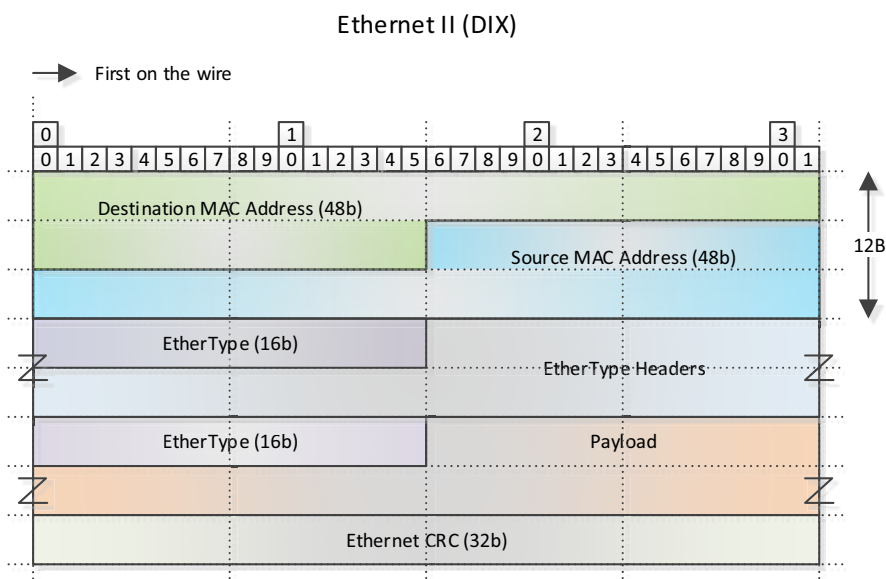 Ethernet II (DIX)
First on the wire
0 1 2 3
0 1 2 3 4 5 6 7 8 9 0 1 2 3 4 5 6 7 8 9 0 1 2 3 4 5 6 7 8 9 0 1
Destination MAC Address (48b)
12B
Source MAC Address (48b)
EtherType (16b)
EtherType Headers
EtherType (16b) Payload
Ethernet CRC (32b)